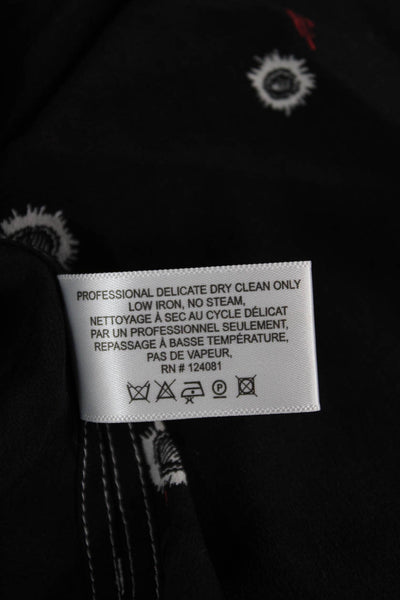 PROFESSIONAL DELICATE DRY CLEAN ONLY
LOW IRON, NO STEAM,
NETTOYAGE À SEC AU CYCLE DÉLICAT
PAR UN PROFESSIONEL SEULEMENT,
REPASSAGE À BASSE TEMPÉRATURE,
PAS DE VAPEUR,
RN # 124081
P